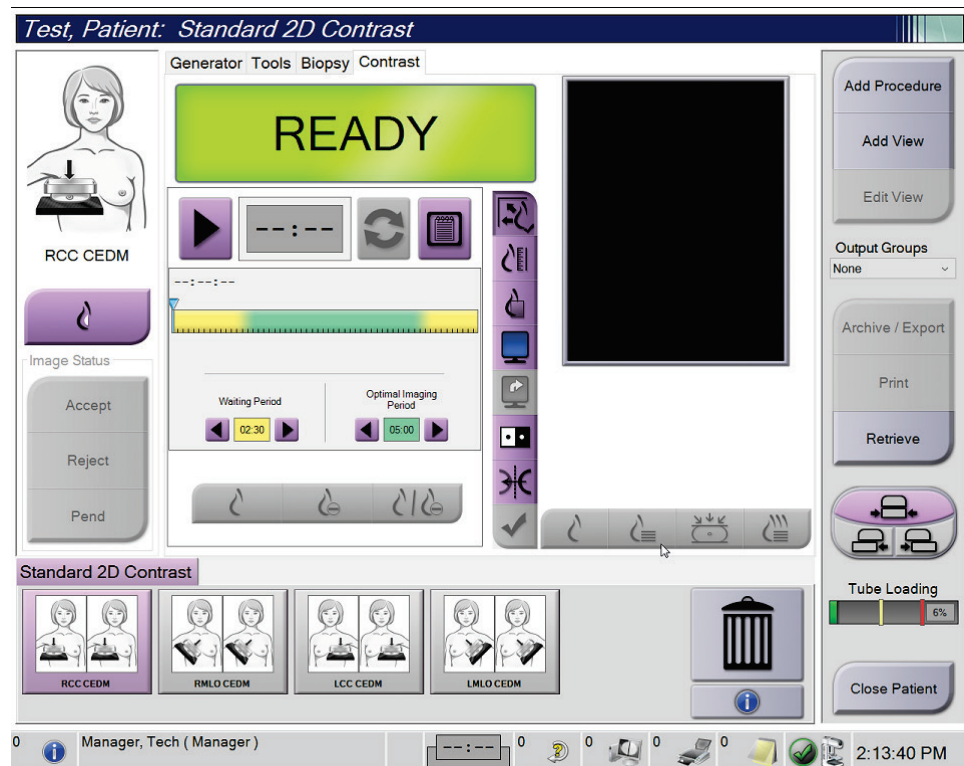 Test, Patient: Standard 2D Contrast
Generator Tools Biopsy Contrast
READY
--:--
RCC CEDM
--:--:--
Waiting Period
02:30
Optimal Imaging
Period
05:00
Image Status
Accept
Reject
Pend
Add Procedure
Add View
Edit View
Output Groups
None
Archive / Export
Print
Retrieve
Tube Loading
6%
Close Patient
Standard 2D Contrast
RCC CEDM
RMLO CEDM
LCC CEDM
LMLO CEDM
0
Manager, Tech ( Manager )
--:--
0
0
0
0
2:13:40 PM